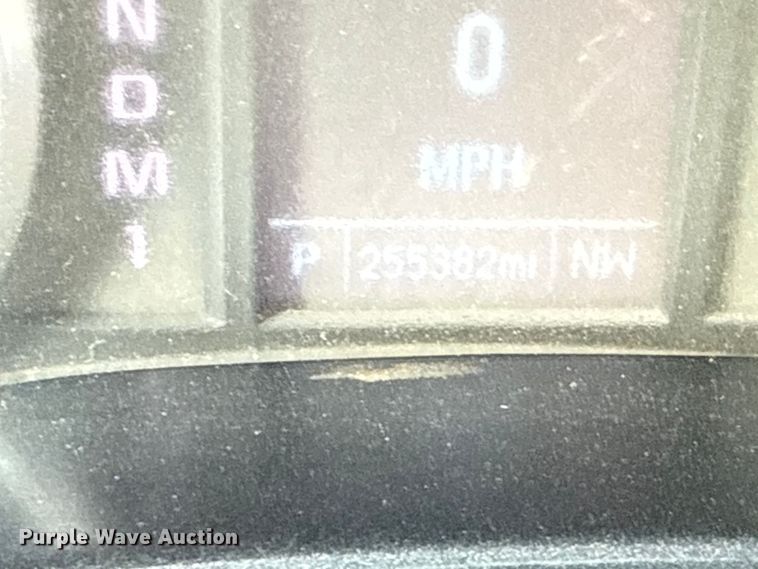 N
D
M
1
0
MPH
P 255382mi NW
Purple Wave Auction